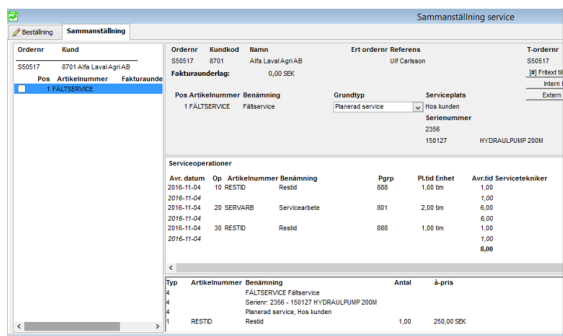 Sammanställning service
Beställning Sammanställning
Ordernr Kund
S50517 8701 Alfa Laval Agri AB
Pos Artikelnummer Fakturaunde
1 FÄLTSERVICE
Ordernr Kundkod Namn Ert ordernr Referens T-ordernr
S50517 8701 Alfa Laval Agri AB Ulf Carlsson S50517
Fakturaunderlag: 0,00 SEK [#] Fritext til
Intern
Pos Artikelnummer Benämning Grundtyp Serviceplats Extern
1 FÄLTSERVICE Fältservice Planerad service Hos kunden
Serienummer
2356
150127 HYDRAULPUMP 200M
Serviceoperationer
Avr. datum Op Artikelnummer Benämning Pgrp Pl.tid Enhet Avr.tid Servicetekniker
2016-11-04 10 RESTID Restid 888 1,00 tim 1,00
2016-11-04 1,00
2016-11-04 20 SERVARB Servicearbete 801 2,00 tim 6,00
2016-11-04 6,00
2016-11-04 30 RESTID Restid 888 1,00 tim 1,00
2016-11-04 1,00
8,00
Typ Artikelnummer Benämning Antal à-pris
4 FÄLTSERVICE Fältservice
4 Serienr: 2356 - 150127 HYDRAULPUMP 200M
4 Planerad service, Hos kunden
1 RESTID Restid 1,00 250,00 SEK